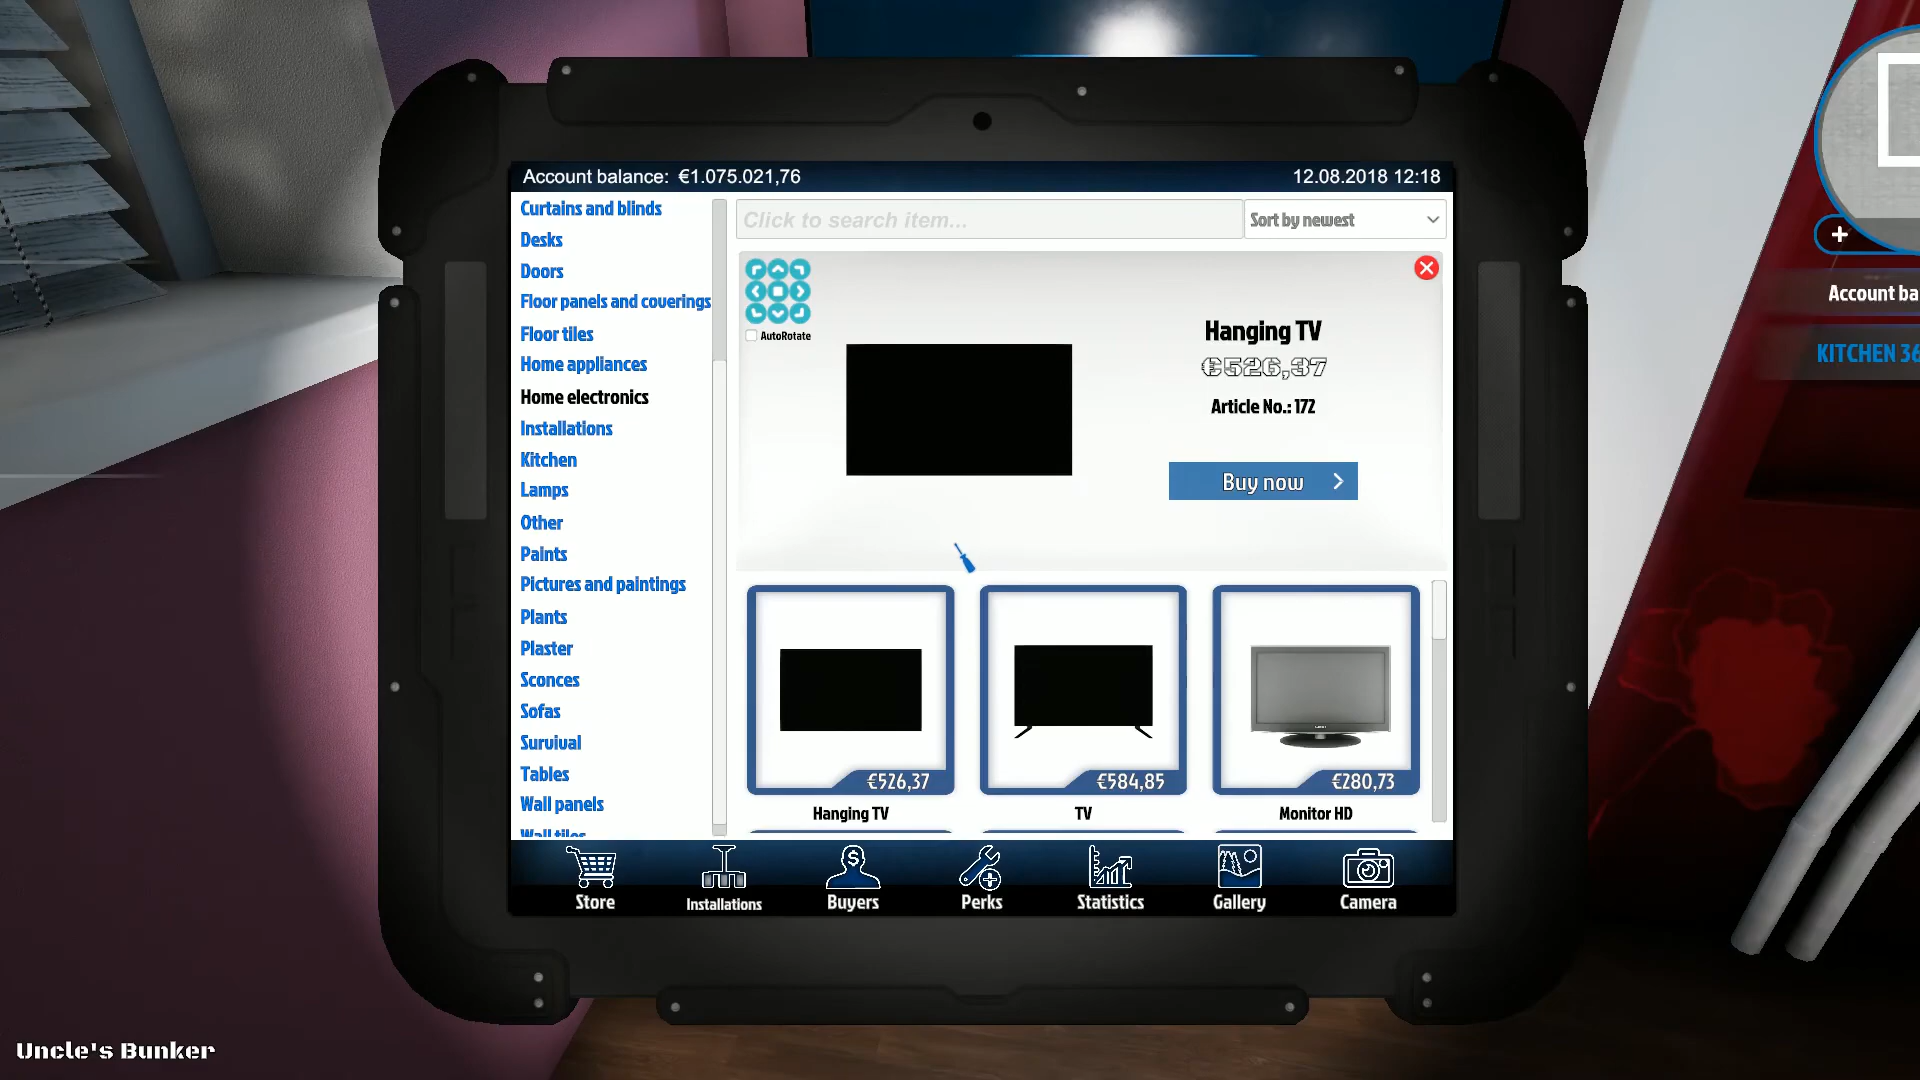 Account balance: €1.075.021,76
12.08.2018 12:18
Curtains and blinds
Desks
Doors
Floor panels and coverings
Floor tiles
Home appliances
Home electronics
Installations
Kitchen
Lamps
Other
Paints
Pictures and paintings
Plants
Plaster
Sconces
Sofas
Survival
Tables
Wall panels
Wall tiles
Click to search item...
Sort by newest
AutoRotate
Hanging TV
€526,37
Article No.: 172
Buy now
€526,37
€584,85
€280,73
Hanging TV
TV
Monitor HD
Store
Installations
Buyers
Perks
Statistics
Gallery
Camera
+
Account ba
KITCHEN 36
Uncle's Bunker